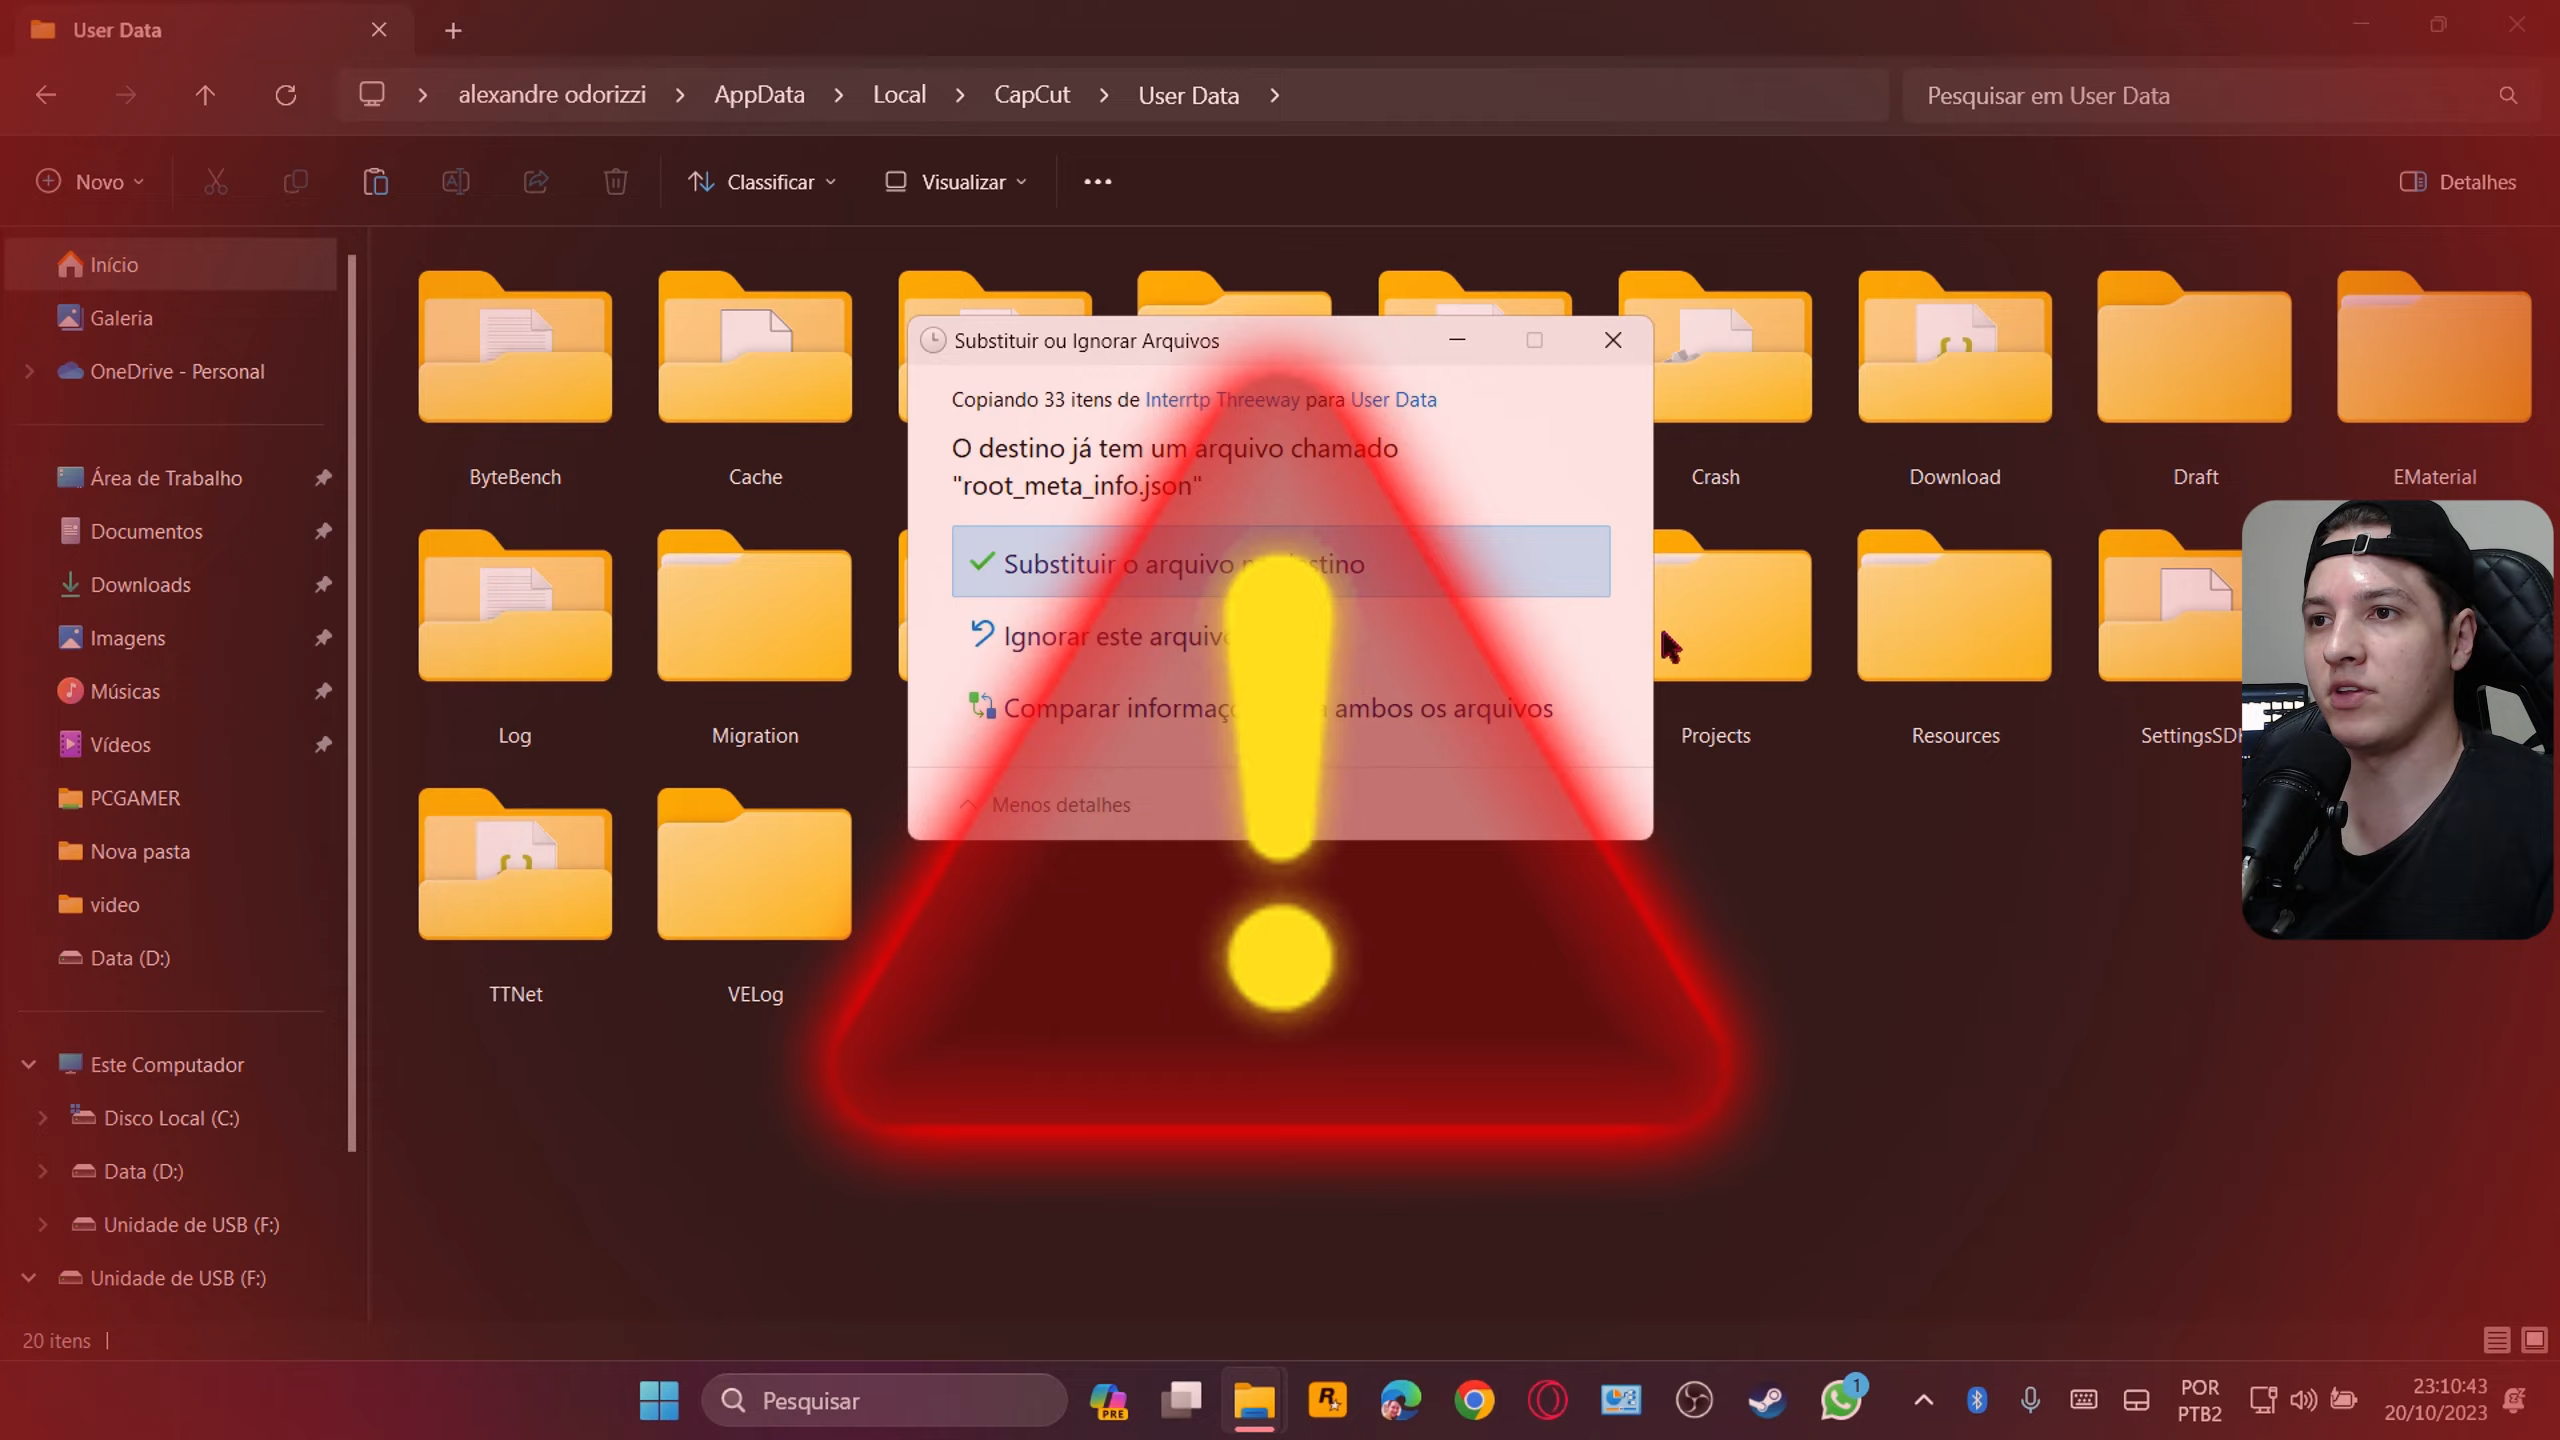 User Data
alexandre odorizzi
AppData
Local
CapCut
User Data
Pesquisar em User Data
Novo
Classificar
Visualizar
Detalhes
Início
Galeria
OneDrive - Personal
Área de Trabalho
Documentos
Downloads
Imagens
Músicas
Vídeos
PCGAMER
Nova pasta
video
Data (D:)
Este Computador
Disco Local (C:)
Data (D:)
Unidade de USB (F:)
Unidade de USB (F:)
20 itens
ByteBench
Cache
Crash
Download
Draft
EMaterial
Log
Migration
Projects
Resources
TTNet
VELog
Substituir ou Ignorar Arquivos
Copiando 33 itens de Interrtp Threeway para User Data
O destino já tem um arquivo chamado
"root_meta_info.json"
Substituir o arquivo
Ignorar este
Comparar ambos os arquivos
Menos detalhes
!
Pesquisar
PRE
R
1
POR
PTB2
23:10:43
20/10/2023